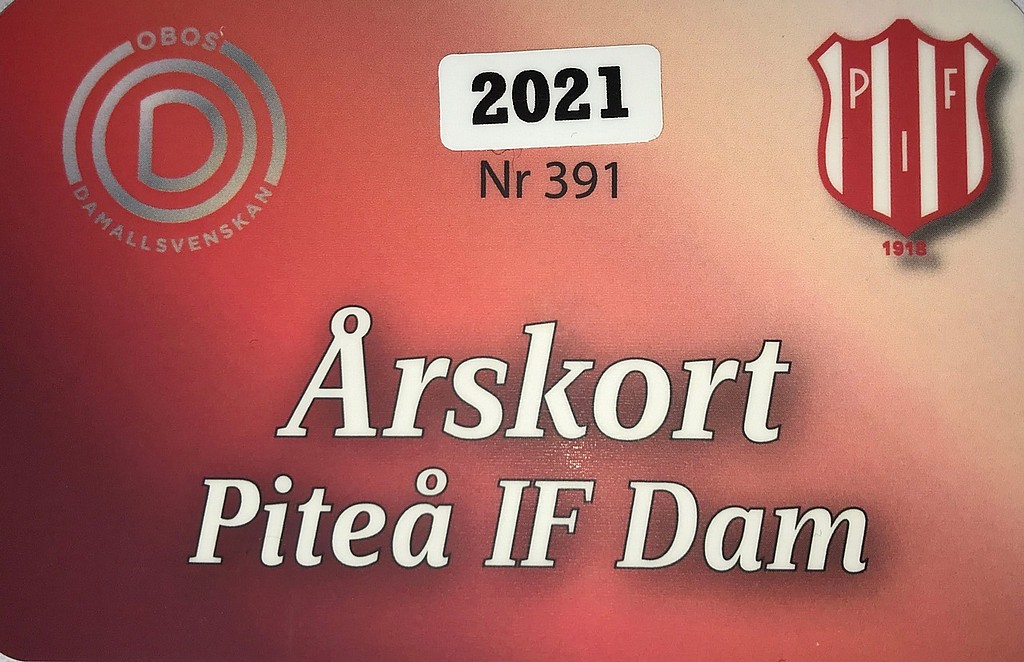 OBOS
D
DAMALLSVENSKAN
2021
Nr 391
P I F
1918
Årskort
Piteå IF Dam